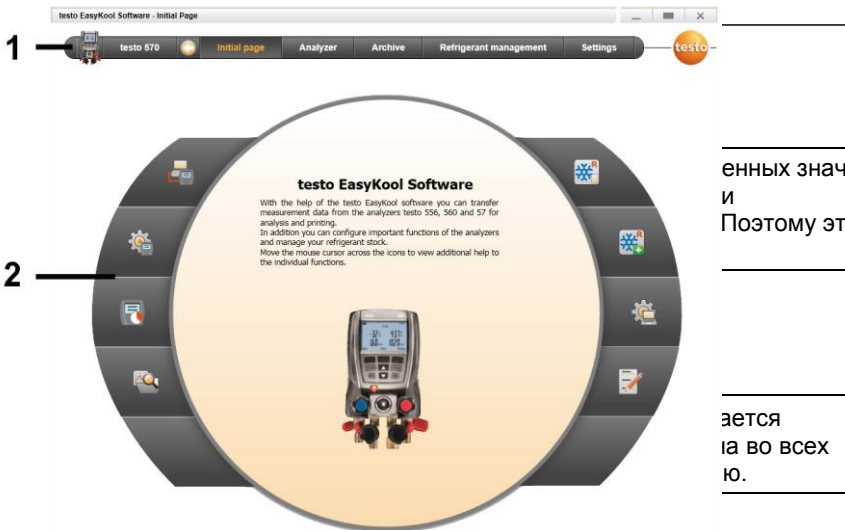 testo EasyKool Software - Initial Page
1
testo 570
Initial page
Analyzer
Archive
Refrigerant management
Settings
testo
testo EasyKool Software
With the help of the testo EasyKool software you can transfer
measurement data from the analyzers testo 556, 560 and 57 for
analysis and printing.
In addition you can configure important functions of the analyzers
and manage your refrigerant stock.
Move the mouse cursor across the icons to view additional help to
the individual functions.
2
енных знач
и
Поэтому эт
ается
а во всех
ю.